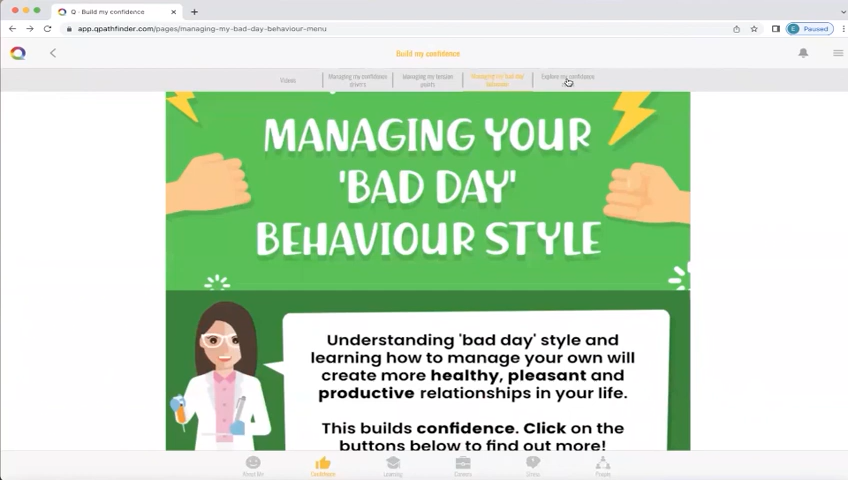 Q - Build my confidence
app.qpathfinder.com/pages/managing-my-bad-day-behaviour-menu
E
Paused
Build my confidence
Videos
Managing my confidence
drivers
Managing my tension
points
Managing my bad day
behaviour
Explore my confidence
MANAGING YOUR
'BAD DAY'
BEHAVIOUR STYLE
Understanding 'bad day' style and
learning how to manage your own will
create more healthy, pleasant and
productive relationships in your life.
This builds confidence. Click on the
buttons below to find out more!
About Me
Confidence
Learning
Careers
People